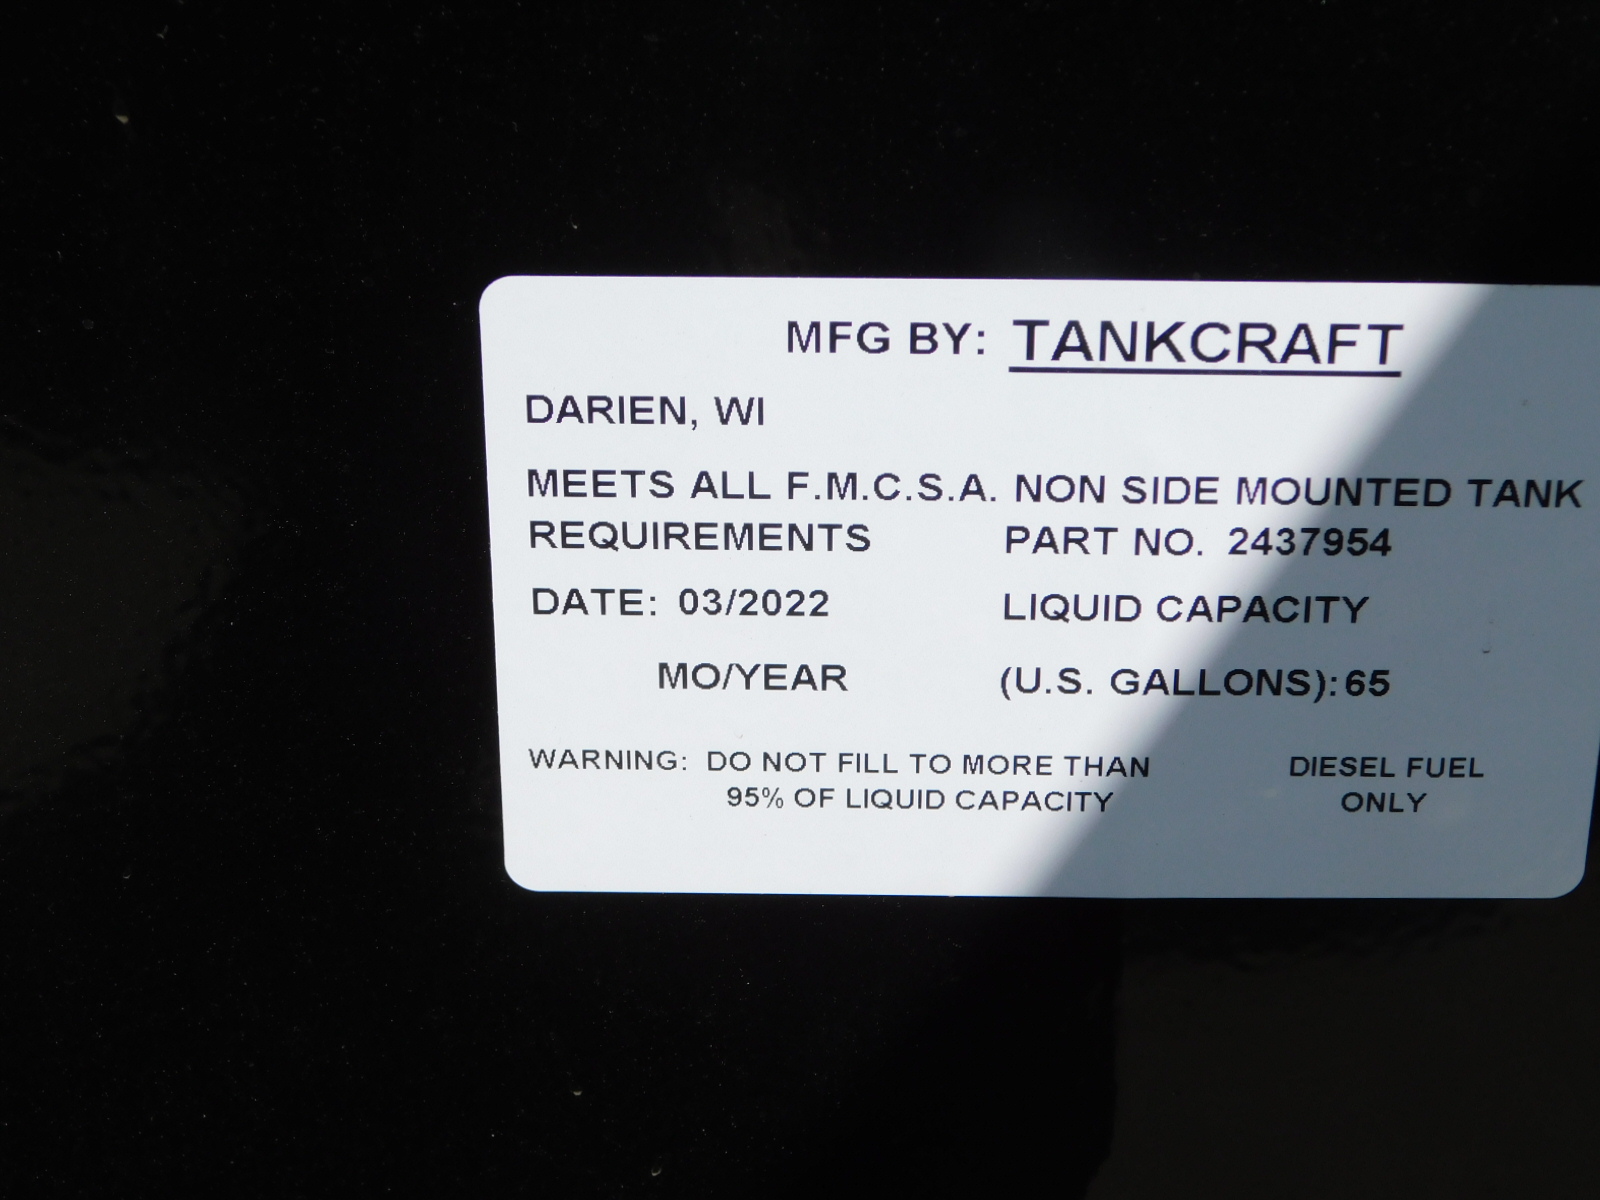 MFG BY: TANKCRAFT
DARIEN, WI
MEETS ALL F.M.C.S.A. NON SIDE MOUNTED TANK
REQUIREMENTS PART NO. 2437954
DATE: 03/2022 LIQUID CAPACITY
MO/YEAR (U.S. GALLONS): 65
WARNING: DO NOT FILL TO MORE THAN DIESEL FUEL
95% OF LIQUID CAPACITY ONLY